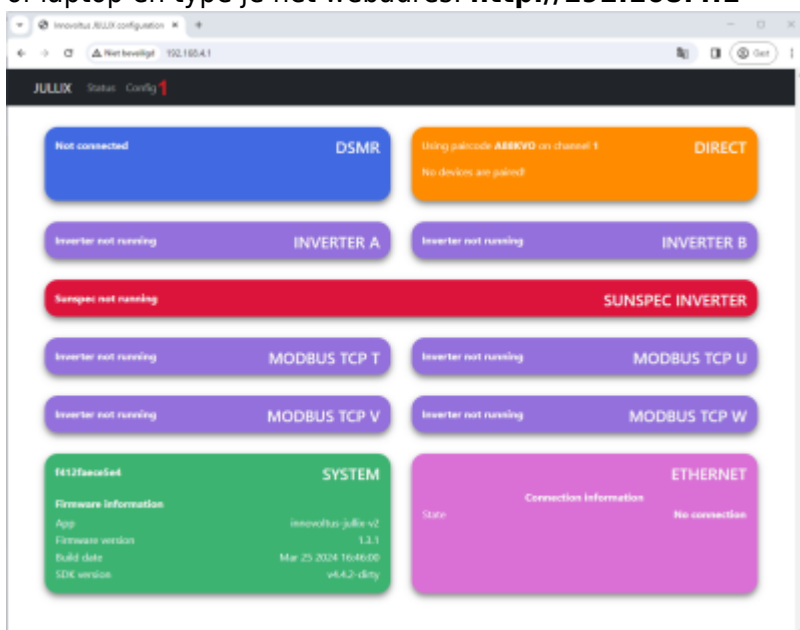 of laptop en type je het webadres: http://192.168.4.1
Innovoltus JULLIX configuration
Niet beveiligd 192.168.4.1
Gast
JULLIX Status Config 1
Not connected DSMR
Using paircode on channel 1 DIRECT
No devices are paired!
Inverter not running INVERTER A
Inverter not running INVERTER B
Sunspec not running SUNSPEC INVERTER
Inverter not running MODBUS TCP T
Inverter not running MODBUS TCP U
Inverter not running MODBUS TCP V
Inverter not running MODBUS TCP W
f412faece5e4 SYSTEM
Firmware information
App innovoltus-jullix-v2
Firmware version 1.3.1
Build date Mar 25 2024 16:46:00
SDK version v4.4.2-dirty
ETHERNET
Connection information
State No connection